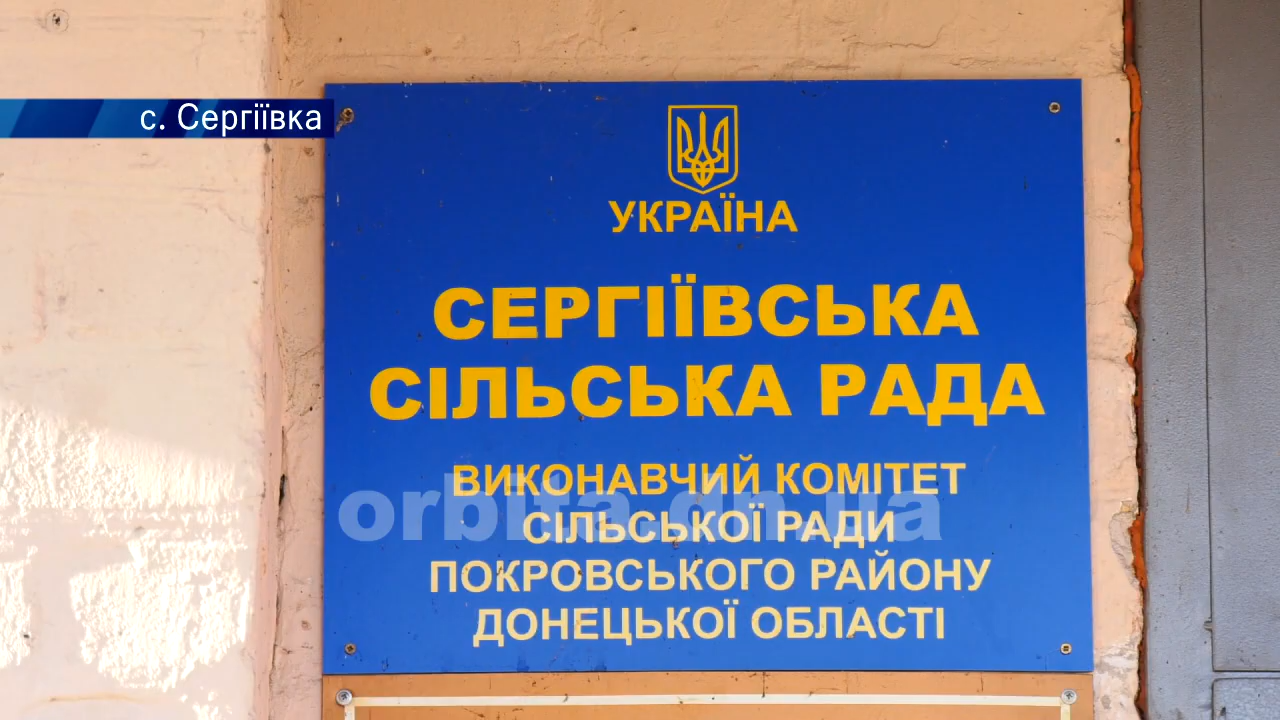 с. Сергіївка
УКРАЇНА
СЕРГІЇВСЬКА
СІЛЬСЬКА РАДА
ВИКОНАВЧИЙ КОМІТЕТ
orbita.dn.ua
СІЛЬСЬКОЇ РАДИ
ПОКРОВСЬКОГО РАЙОНУ
ДОНЕЦЬКОЇ ОБЛАСТІ